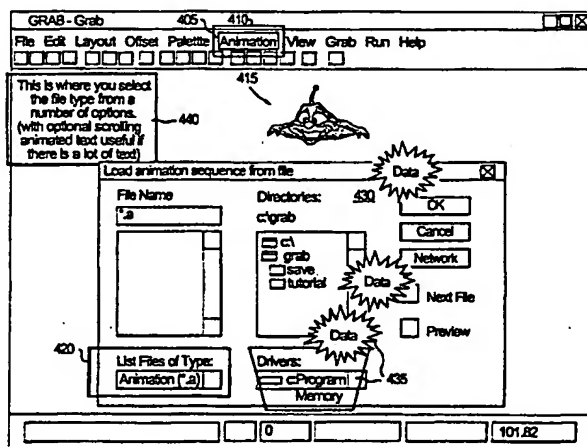 GRAB - Grab
405
410
File Edit Layout Offset Palettte Animation View Grab Run Help
This is where you select
the file type from a
number of options.
(with optional scrolling
animated text useful if
there is a lot of text)
440
415
Load animation sequence from file
Data
File Name
Directories:
430
OK
*.a
c:\grab
Cancel
c:\
grab
Network
save
tutorial
Data
Next File
Data
Preview
420
List Files of Type:
Drivers:
Animation (*.a)
c:Program
435
Memory
0
101.82